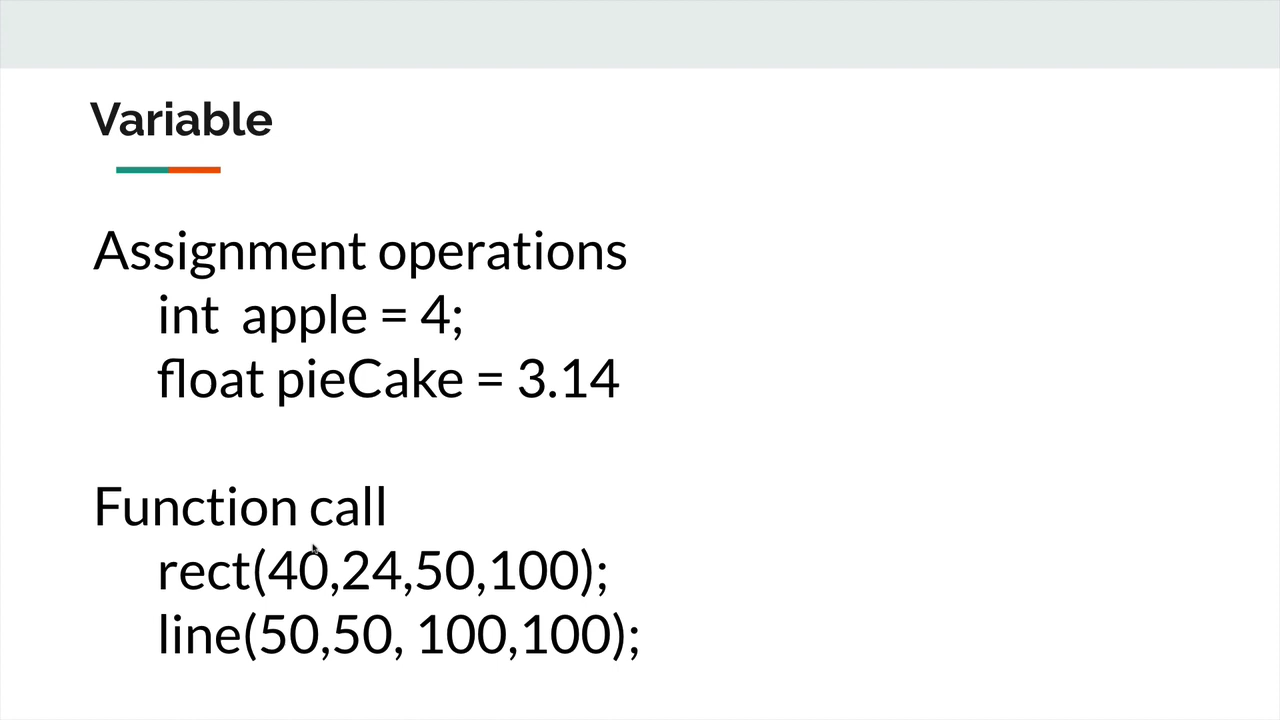 Variable
Assignment operations
int  apple = 4;
float pieCake = 3.14
Function call
rect(40,24,50,100);
line(50,50, 100,100);